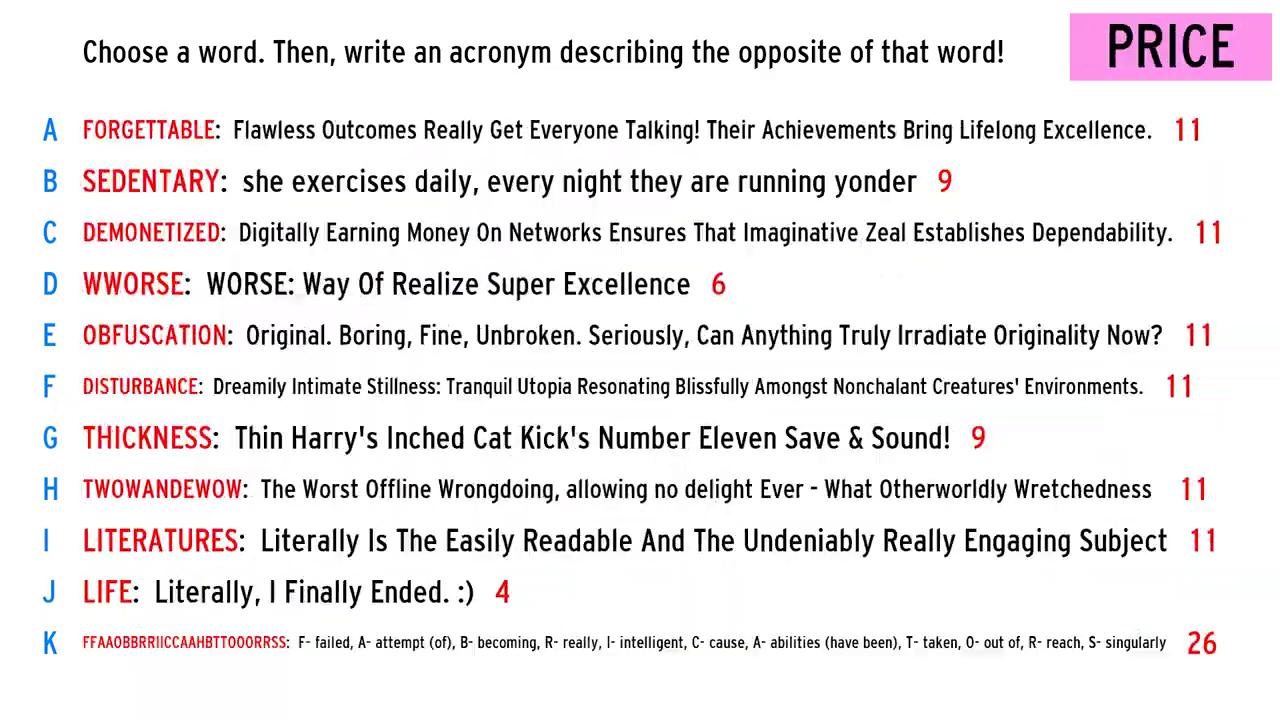 Choose a word. Then, write an acronym describing the opposite of that word!
PRICE
A FORGETTABLE: Flawless Outcomes Really Get Everyone Talking! Their Achievements Bring Lifelong Excellence. 11
B SEDENTARY: she exercises daily, every night they are running yonder 9
C DEMONETIZED: Digitally Earning Money On Networks Ensures That Imaginative Zeal Establishes Dependability. 11
D WWORSE: WORSE: Way Of Realize Super Excellence 6
E OBFUSCATION: Original. Boring, Fine, Unbroken. Seriously, Can Anything Truly Irradiate Originality Now? 11
F DISTURBANCE: Dreamily Intimate Stillness: Tranquil Utopia Resonating Blissfully Amongst Nonchalant Creatures' Environments. 11
G THICKNESS: Thin Harry's Inched Cat Kick's Number Eleven Save & Sound! 9
H TWOWANDEWOW: The Worst Offline Wrongdoing, allowing no delight Ever - What Otherworldly Wretchedness 11
I LITERATURES: Literally Is The Easily Readable And The Undeniably Really Engaging Subject 11
J LIFE: Literally, I Finally Ended. :) 4
K FFAAOBBRRIICCAAHBTTOOORRSS: F- failed, A- attempt (of), B- becoming, R- really, I- intelligent, C- cause, A- abilities (have been), T- taken, O- out of, R- reach, S- singularly 26